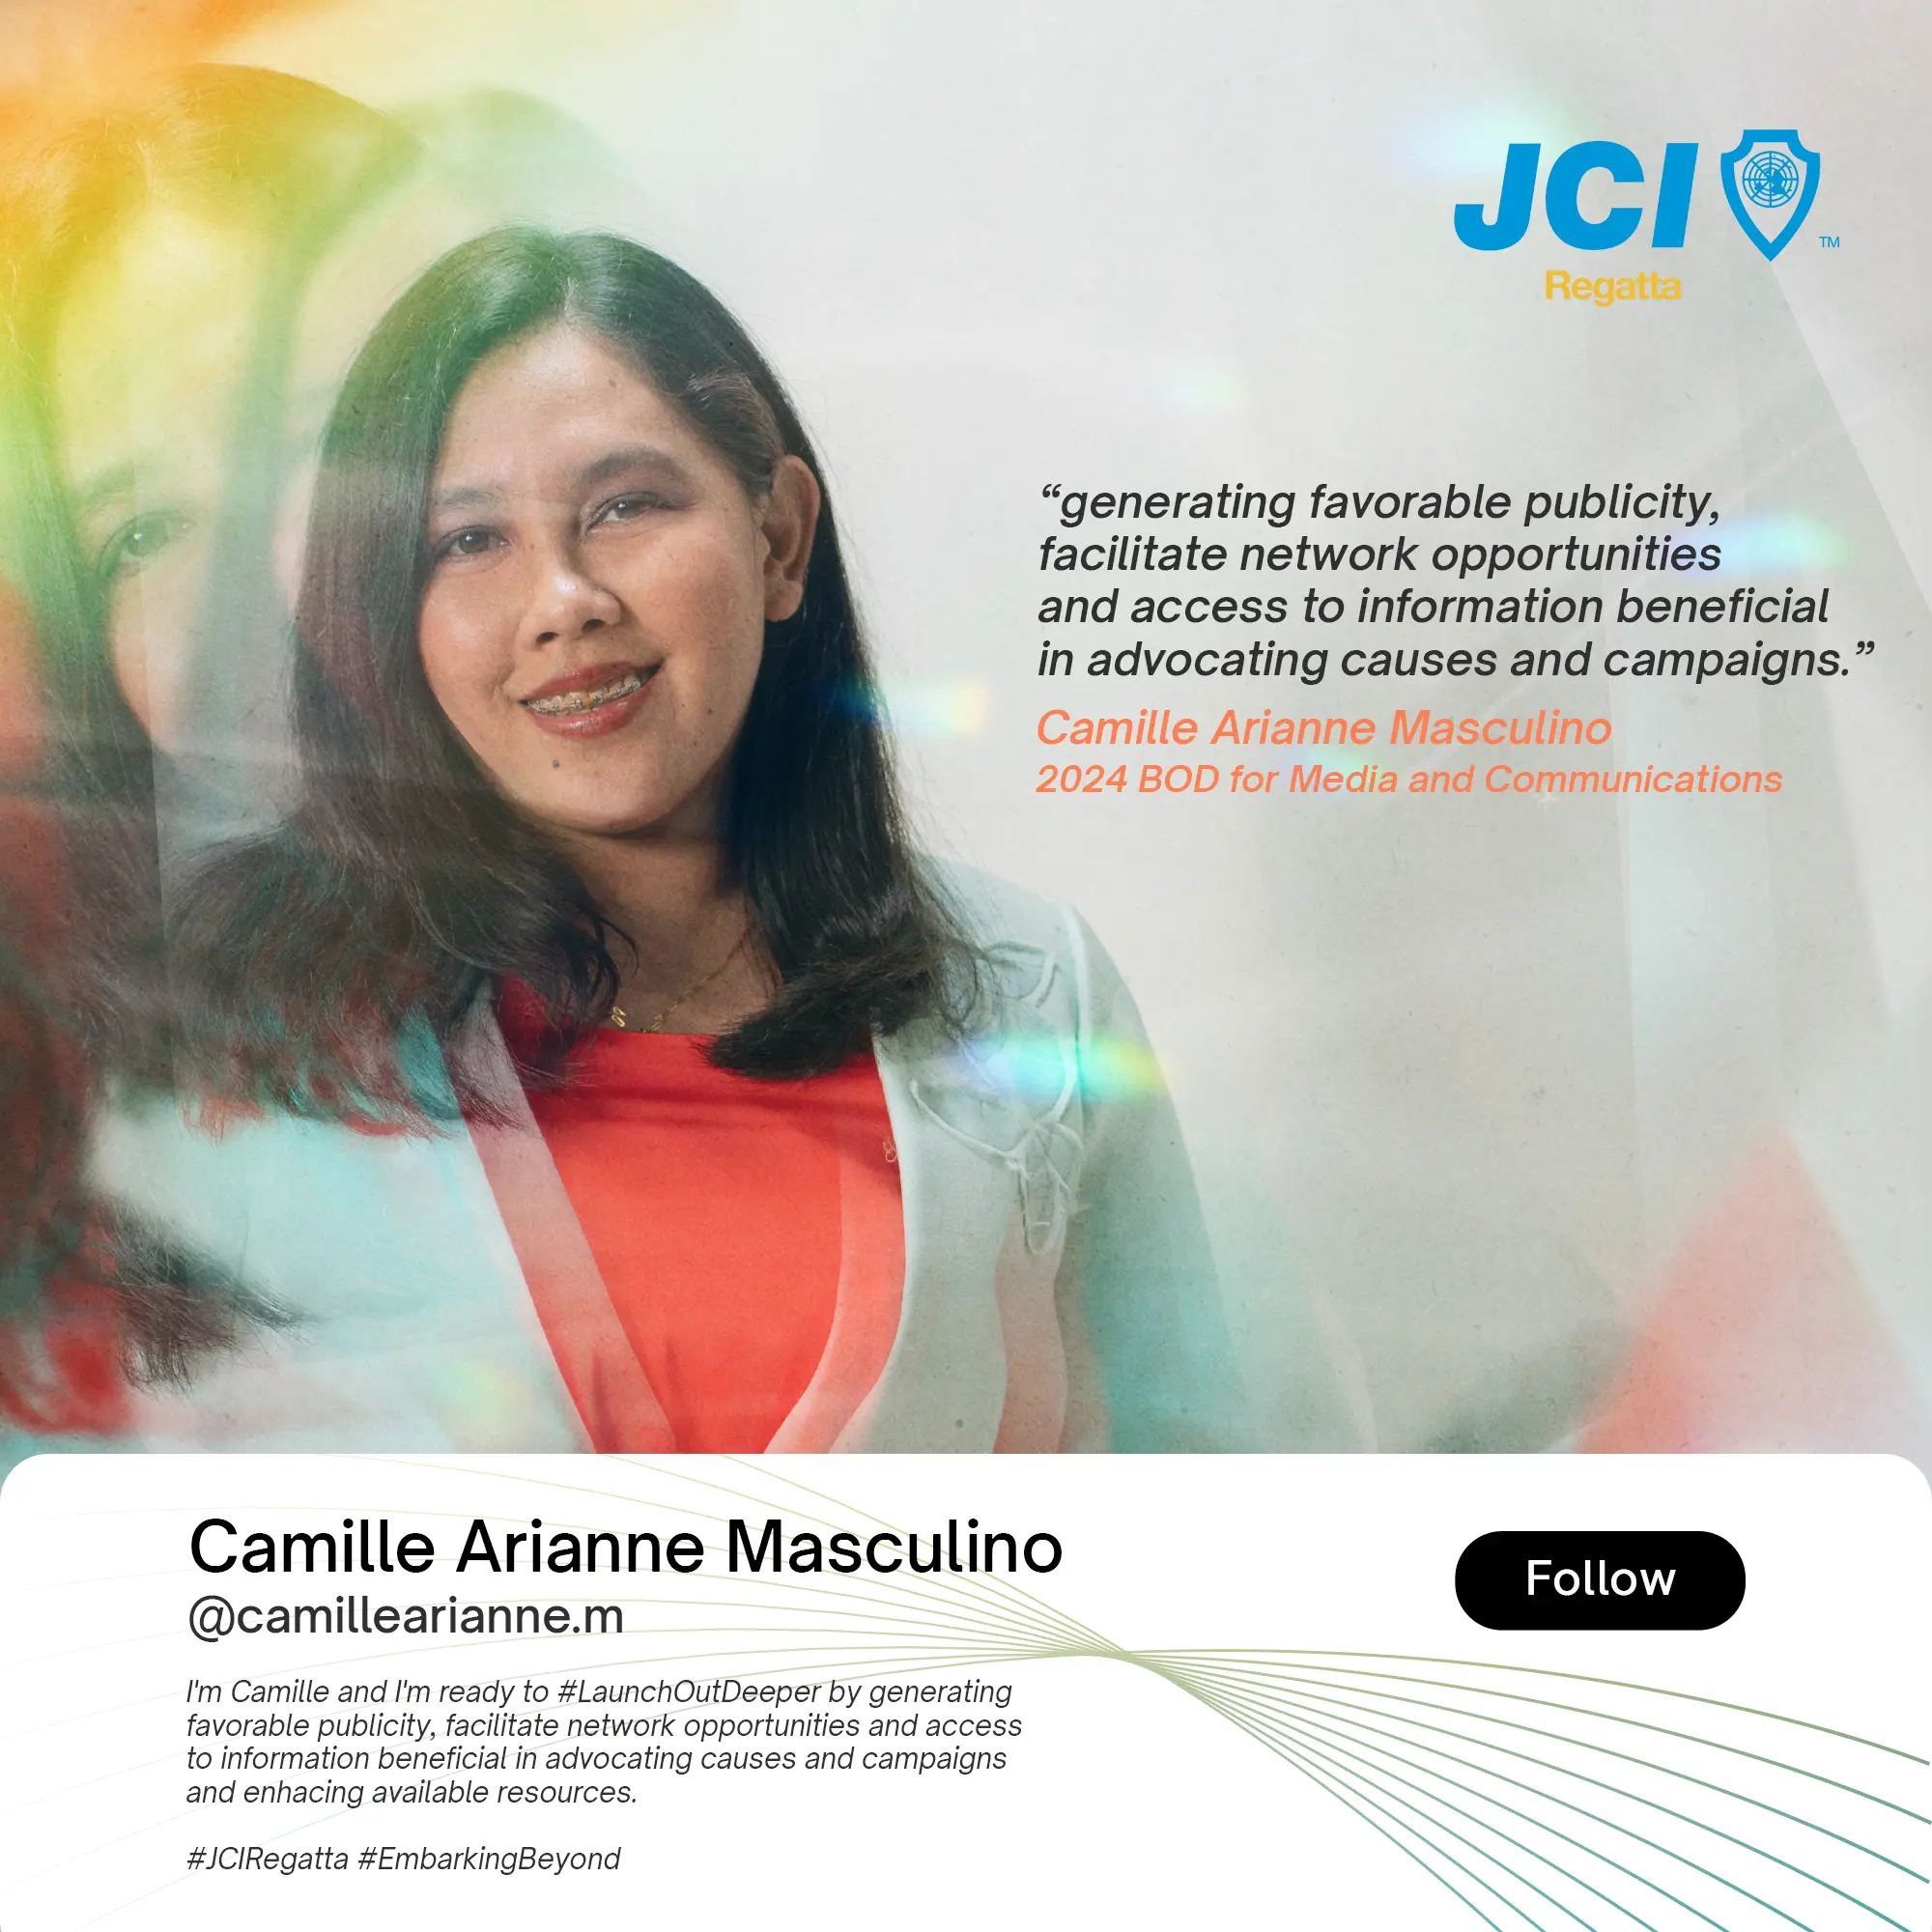 JCI
TM
Regatta
“generating favorable publicity,
facilitate network opportunities
and access to information beneficial
in advocating causes and campaigns.”
Camille Arianne Masculino
2024 BOD for Media and Communications
Camille Arianne Masculino
@camillearianne.m
Follow
I'm Camille and I'm ready to #LaunchOutDeeper by generating
favorable publicity, facilitate network opportunities and access
to information beneficial in advocating causes and campaigns
and enhacing available resources.
#JCIRegatta #EmbarkingBeyond